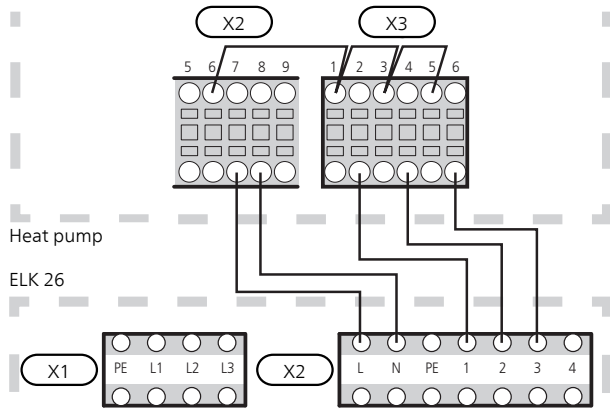 X2 X3
5 6 7 8 9 1 2 3 4 5 6
Heat pump
ELK 26
X1 PE L1 L2 L3 X2 L N PE 1 2 3 4